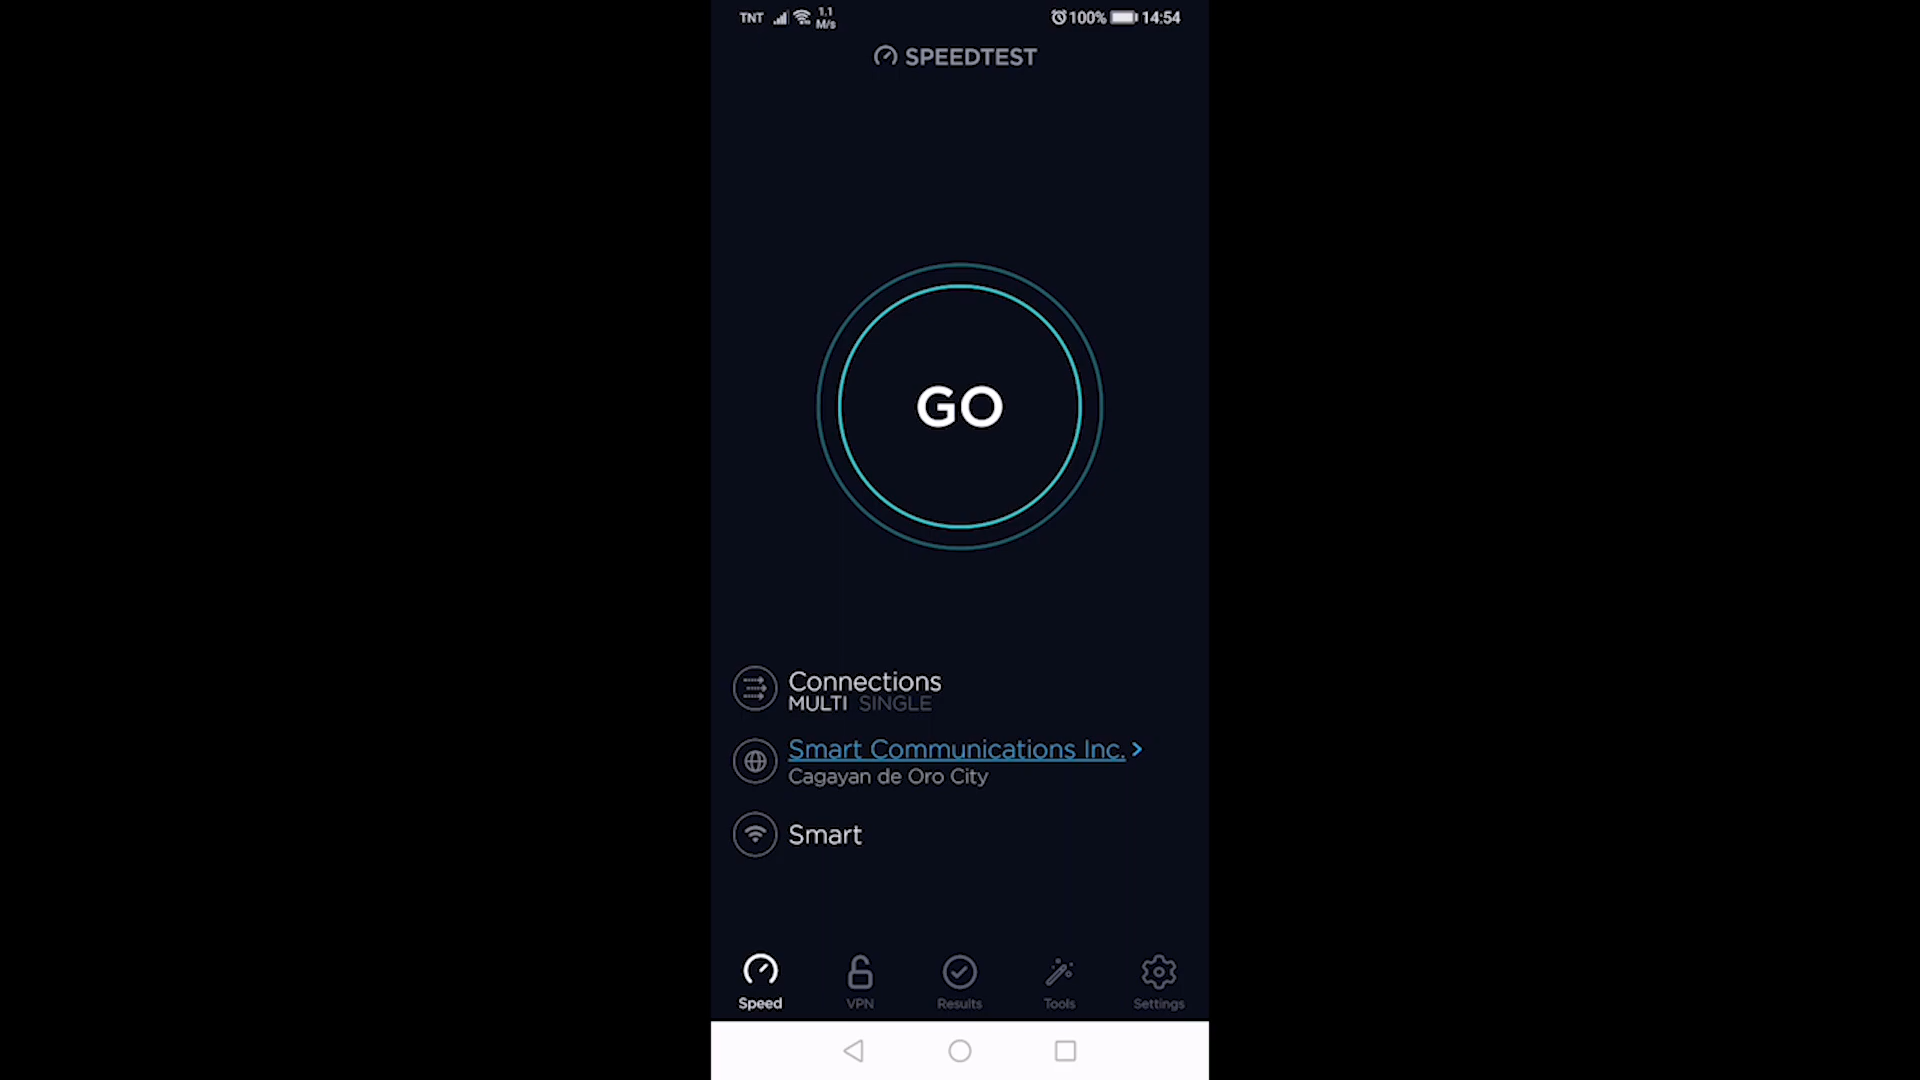 TNT 1.1 M/s 100% 14:54
SPEEDTEST
GO
Connections
MULTI SINGLE
Smart Communications Inc.
Cagayan de Oro City
Smart
Speed VPN Results Tools Settings